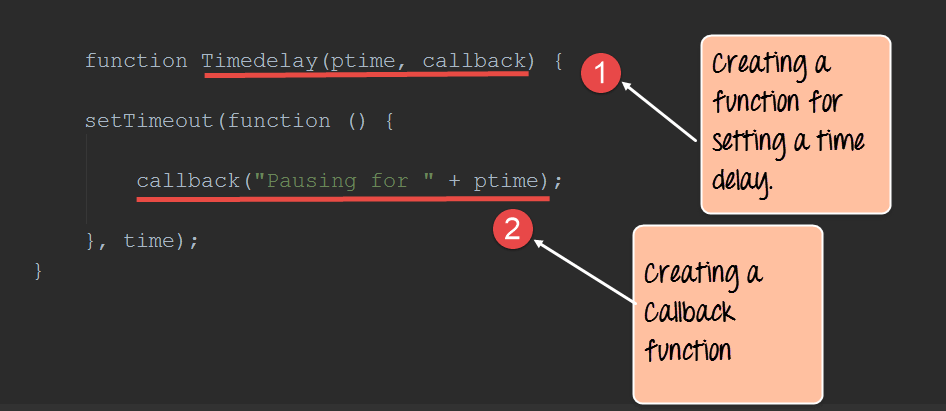 function Timedelay(ptime, callback) {
1
Creating a
function for
setting a time
delay.
setTimeout(function () {
callback("Pausing for " + ptime);
2
}, time);
}
Creating a
Callback
function